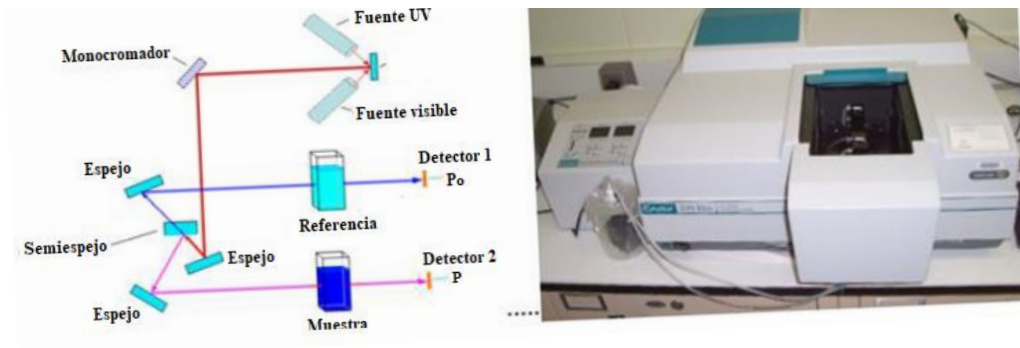 Fuente UV
Monocromador
Fuente visible
Espejo
Detector 1
Po
Referencia
Semiespejo
Espejo
Detector 2
P
Espejo
Muestra